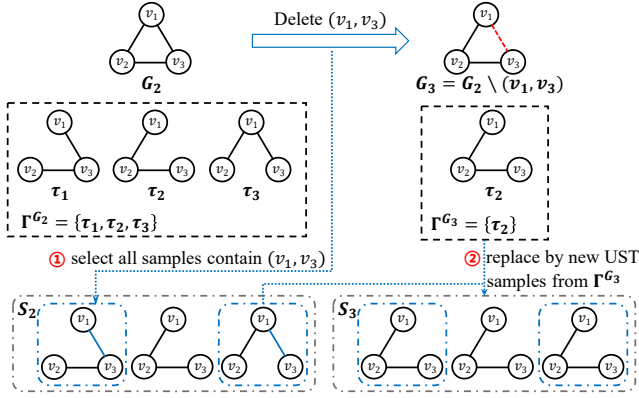 v₁
v₂ v₃
G₂
Delete (v₁, v₃)
v₁
v₂ v₃
G₃ = G₂ \ (v₁, v₃)
v₁ v₁ v₁
v₂ v₃ v₂ v₃ v₂ v₃
τ₁ τ₂ τ₃
Γ^G₂ = {τ₁, τ₂, τ₃}
v₁
v₂ v₃
τ₂
Γ^G₃ = {τ₂}
① select all samples contain (v₁, v₃)
② replace by new UST
samples from Γ^G₃
S₂ v₁ v₁ v₁
v₂ v₃ v₂ v₃ v₂ v₃
S₃ v₁ v₁ v₁
v₂ v₃ v₂ v₃ v₂ v₃